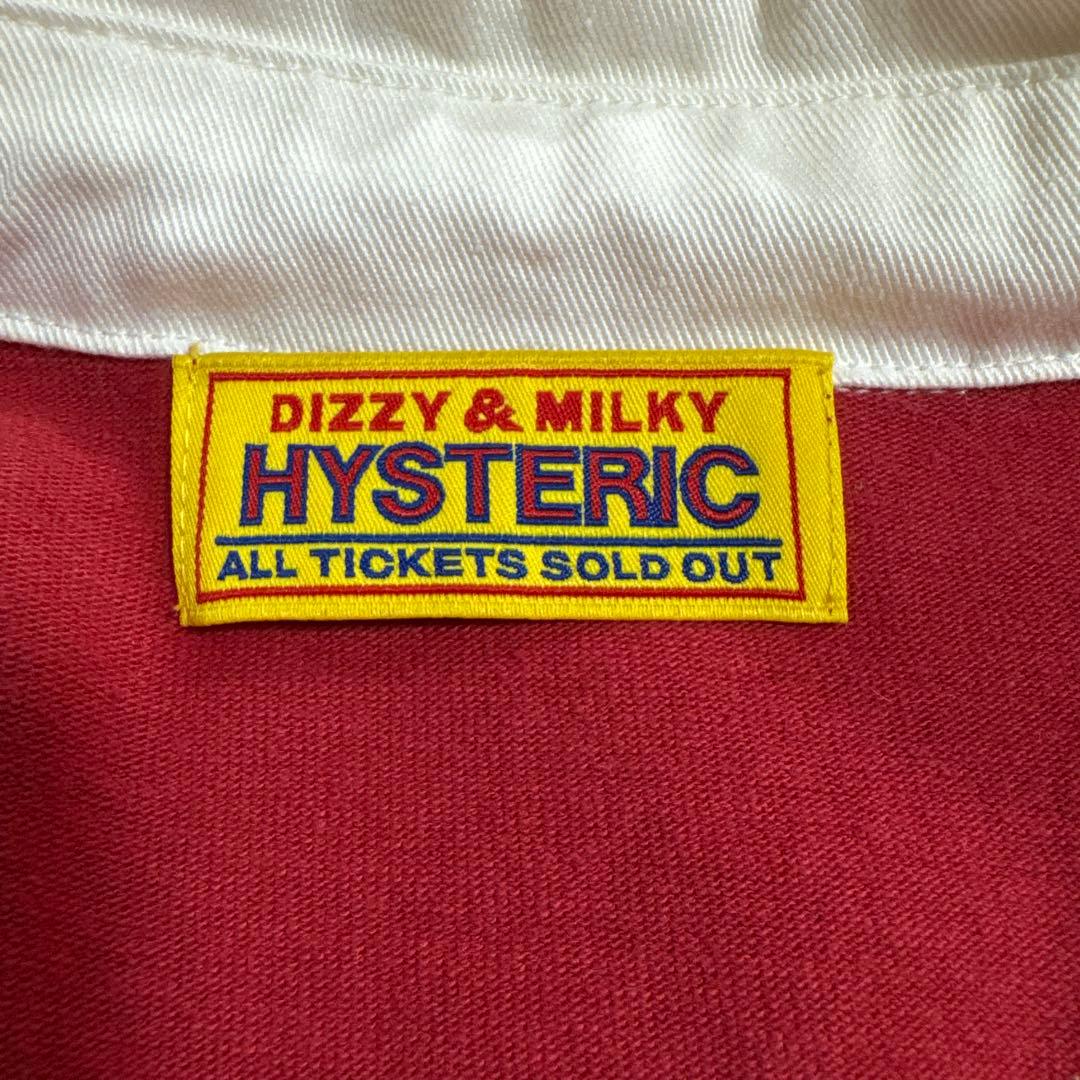 DIZZY & MILKY
HYSTERIC
ALL TICKETS SOLD OUT